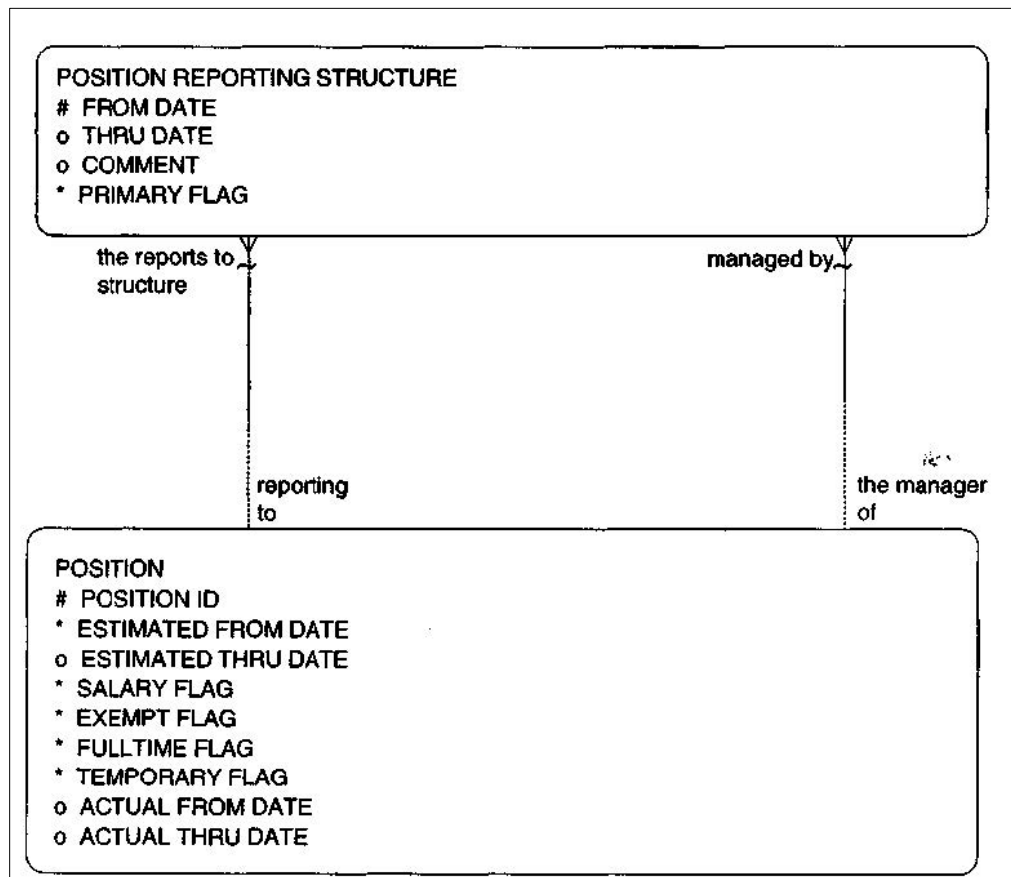 POSITION REPORTING STRUCTURE
# FROM DATE
o THRU DATE
o COMMENT
* PRIMARY FLAG
the reports to
structure
managed by
reporting
to
the manager
of
POSITION
# POSITION ID
* ESTIMATED FROM DATE
o ESTIMATED THRU DATE
* SALARY FLAG
* EXEMPT FLAG
* FULLTIME FLAG
* TEMPORARY FLAG
o ACTUAL FROM DATE
o ACTUAL THRU DATE